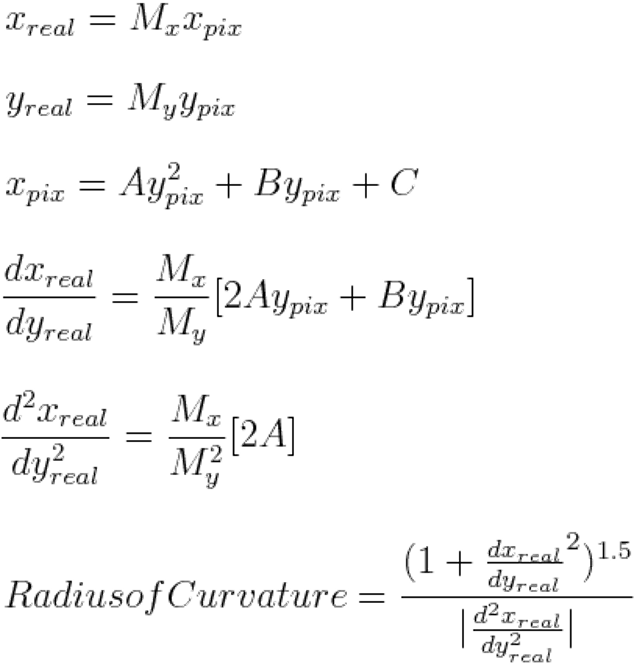 x_{real} = M_x x_{pix}
y_{real} = M_y y_{pix}
x_{pix} = Ay_{pix}^2 + By_{pix} + C
\frac{dx_{real}}{dy_{real}} = \frac{M_x}{M_y}[2Ay_{pix} + By_{pix}]
\frac{d^2x_{real}}{dy_{real}^2} = \frac{M_x}{M_y^2}[2A]
RadiusofCurvature = \frac{(1 + \frac{dx_{real}}{dy_{real}}^2)^{1.5}}{|\frac{d^2x_{real}}{dy_{real}^2}|}